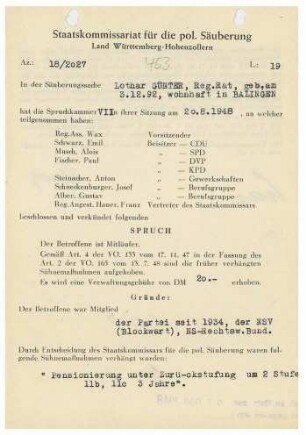 Staatskommissariat für die pol. Säuberung
Land Württemberg-Hohenzollern
Az.: 18/2027 463 L: 19
In der Säuberungssache Lothar GÜNTER, Reg.Rat, geb.am
3.12.92, wohnhaft in BALINGEN
hat die Spruchkammer VII in ihrer Sitzung am 20.8.1948, an welcher
teilgenommen haben:
Reg.Ass. Wax Vorsitzender
Schwarz, Emil Beisitzer — CDU
Musch, Alois — SPD
Fischer, Paul — DVP
— KPD
Steinacher, Anton — Gewerkschaften
Schneckenburger, Josef — Berufsgruppe
Alber, Gustav — Berufsgruppe
Reg.Angest. Hauer, Franz Vertreter des Staatskommissars
beschlossen und verkündet folgenden
SPRUCH
Der Betroffene ist Mitläufer.
Gemäß Art. 4 der VO. 133 vom 17. 11. 47 in der Fassung des
Art. 2 der VO. 165 vom 13. 7. 48 sind die früher verhängten
Sühnemaßnahmen aufgehoben.
Es wird eine Verwaltungsgebühr von DM 20.- erhoben.
Gründe:
Der Betroffene war Mitglied
der Partei seit 1934, der NSV
(Blockwart), NS-Rechtsw.Bund.
Durch Entscheidung des Staatskommissars für die pol. Säuberung waren fol-
gende Sühnemaßnahmen verhängt worden:
" Pensionierung unter Zurückstufung um 2 Stufe
11b, 11c 3 Jahre".